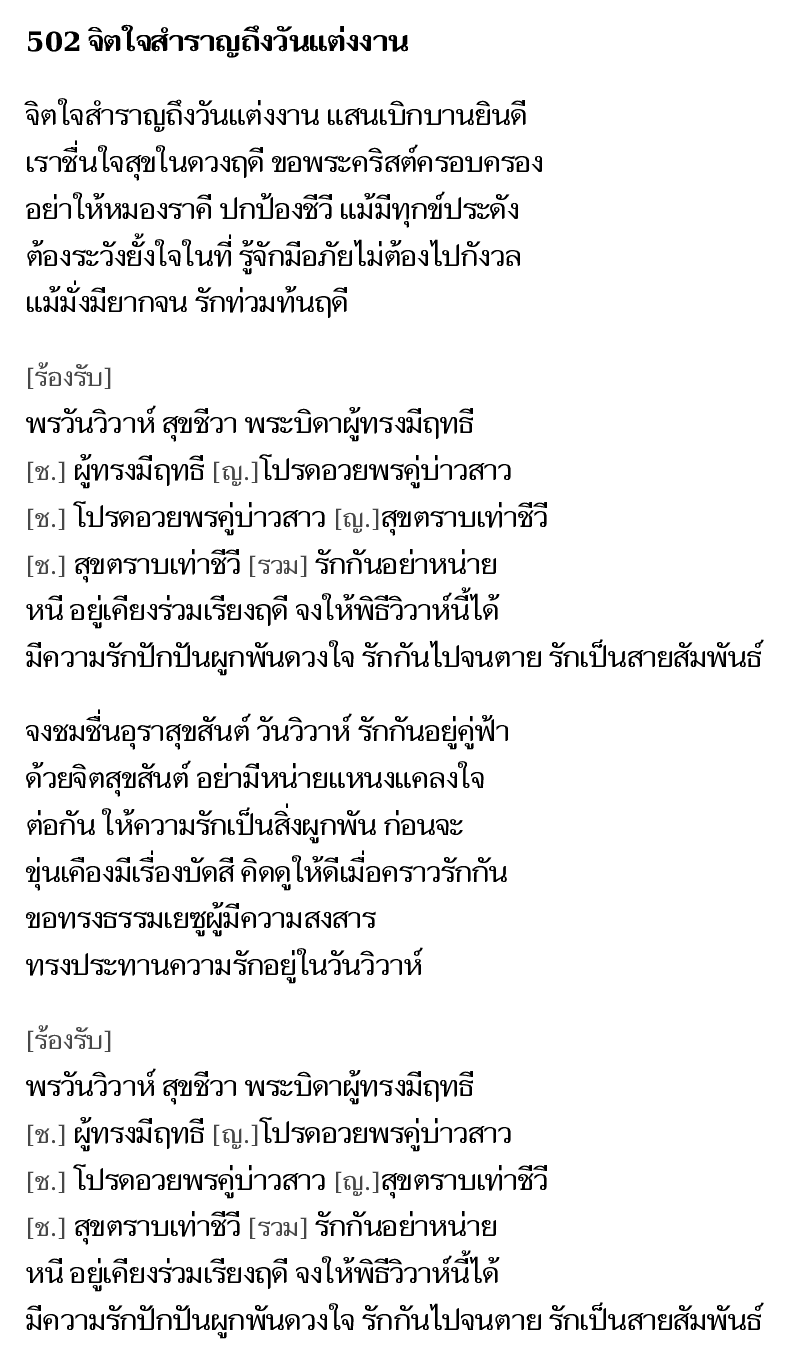 502 จิตใจสำราญถึงวันแต่งงาน
จิตใจสำราญถึงวันแต่งงาน แสนเบิกบานยินดี
เราชื่นใจสุขในดวงฤดี ขอพระคริสต์ครอบครอง
อย่าให้หมองราคี ปกป้องชีวี แม้มีทุกข์ประดัง
ต้องระวังยั้งใจในที่ รู้จักมีอภัยไม่ต้องไปกังวล
แม้มั่งมียากจน รักท่วมท้นฤดี
[ร้องรับ]
พรวันวิวาห์ สุขชีวา พระบิดาผู้ทรงมีฤทธี
[ช.] ผู้ทรงมีฤทธี [ญ.]โปรดอวยพรคู่บ่าวสาว
[ช.] โปรดอวยพรคู่บ่าวสาว [ญ.]สุขตราบเท่าชีวี
[ช.] สุขตราบเท่าชีวี [รวม] รักกันอย่าหน่าย
หนี อยู่เคียงร่วมเรียงฤดี จงให้พิธีวิวาห์นี้ได้
มีความรักปักปันผูกพันดวงใจ รักกันไปจนตาย รักเป็นสายสัมพันธ์
จงชมชื่นอุราสุขสันต์ วันวิวาห์ รักกันอยู่คู่ฟ้า
ด้วยจิตสุขสันต์ อย่ามีหน่ายแหนงแคลงใจ
ต่อกัน ให้ความรักเป็นสิ่งผูกพัน ก่อนจะ
ขุ่นเคืองมีเรื่องบัดสี คิดดูให้ดีเมื่อคราวรักกัน
ขอทรงธรรมเยซูผู้มีความสงสาร
ทรงประทานความรักอยู่ในวันวิวาห์
[ร้องรับ]
พรวันวิวาห์ สุขชีวา พระบิดาผู้ทรงมีฤทธี
[ช.] ผู้ทรงมีฤทธี [ญ.]โปรดอวยพรคู่บ่าวสาว
[ช.] โปรดอวยพรคู่บ่าวสาว [ญ.]สุขตราบเท่าชีวี
[ช.] สุขตราบเท่าชีวี [รวม] รักกันอย่าหน่าย
หนี อยู่เคียงร่วมเรียงฤดี จงให้พิธีวิวาห์นี้ได้
มีความรักปักปันผูกพันดวงใจ รักกันไปจนตาย รักเป็นสายสัมพันธ์